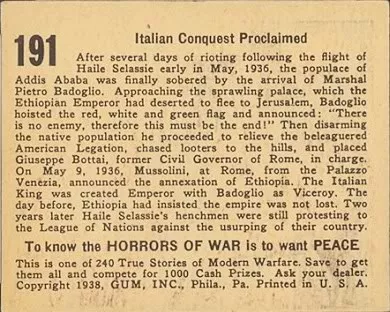 191
Italian Conquest Proclaimed
After several days of rioting following the flight of
Haile Selassie early in May, 1936, the populace of
Addis Ababa was finally sobered by the arrival of Marshal
Pietro Badoglio. Approaching the sprawling palace, which the
Ethiopian Emperor had deserted to flee to Jerusalem, Badoglio
hoisted the red, white and green flag and announced: "There
is no enemy, therefore this must be the end!" Then disarming
the native population he proceeded to relieve the beleaguered
American Legation, chased looters to the hills, and placed
Giuseppe Bottai, former Civil Governor of Rome, in charge.
On May 9, 1936, Mussolini, at Rome, from the Palazzo
Venezia, announced the annexation of Ethiopia. The Italian
King was created Emperor with Badoglio as Viceroy. The
day before, Ethiopia had insisted the empire was not lost. Two
years later Haile Selassie's henchmen were still protesting to
the League of Nations against the usurping of their country.
To know the HORRORS OF WAR is to want PEACE
This is one of 240 True Stories of Modern Warfare. Save to get
them all and compete for 1000 Cash Prizes. Ask your dealer.
Copyright 1938, GUM, INC., Phila., Pa. Printed in U. S. A.